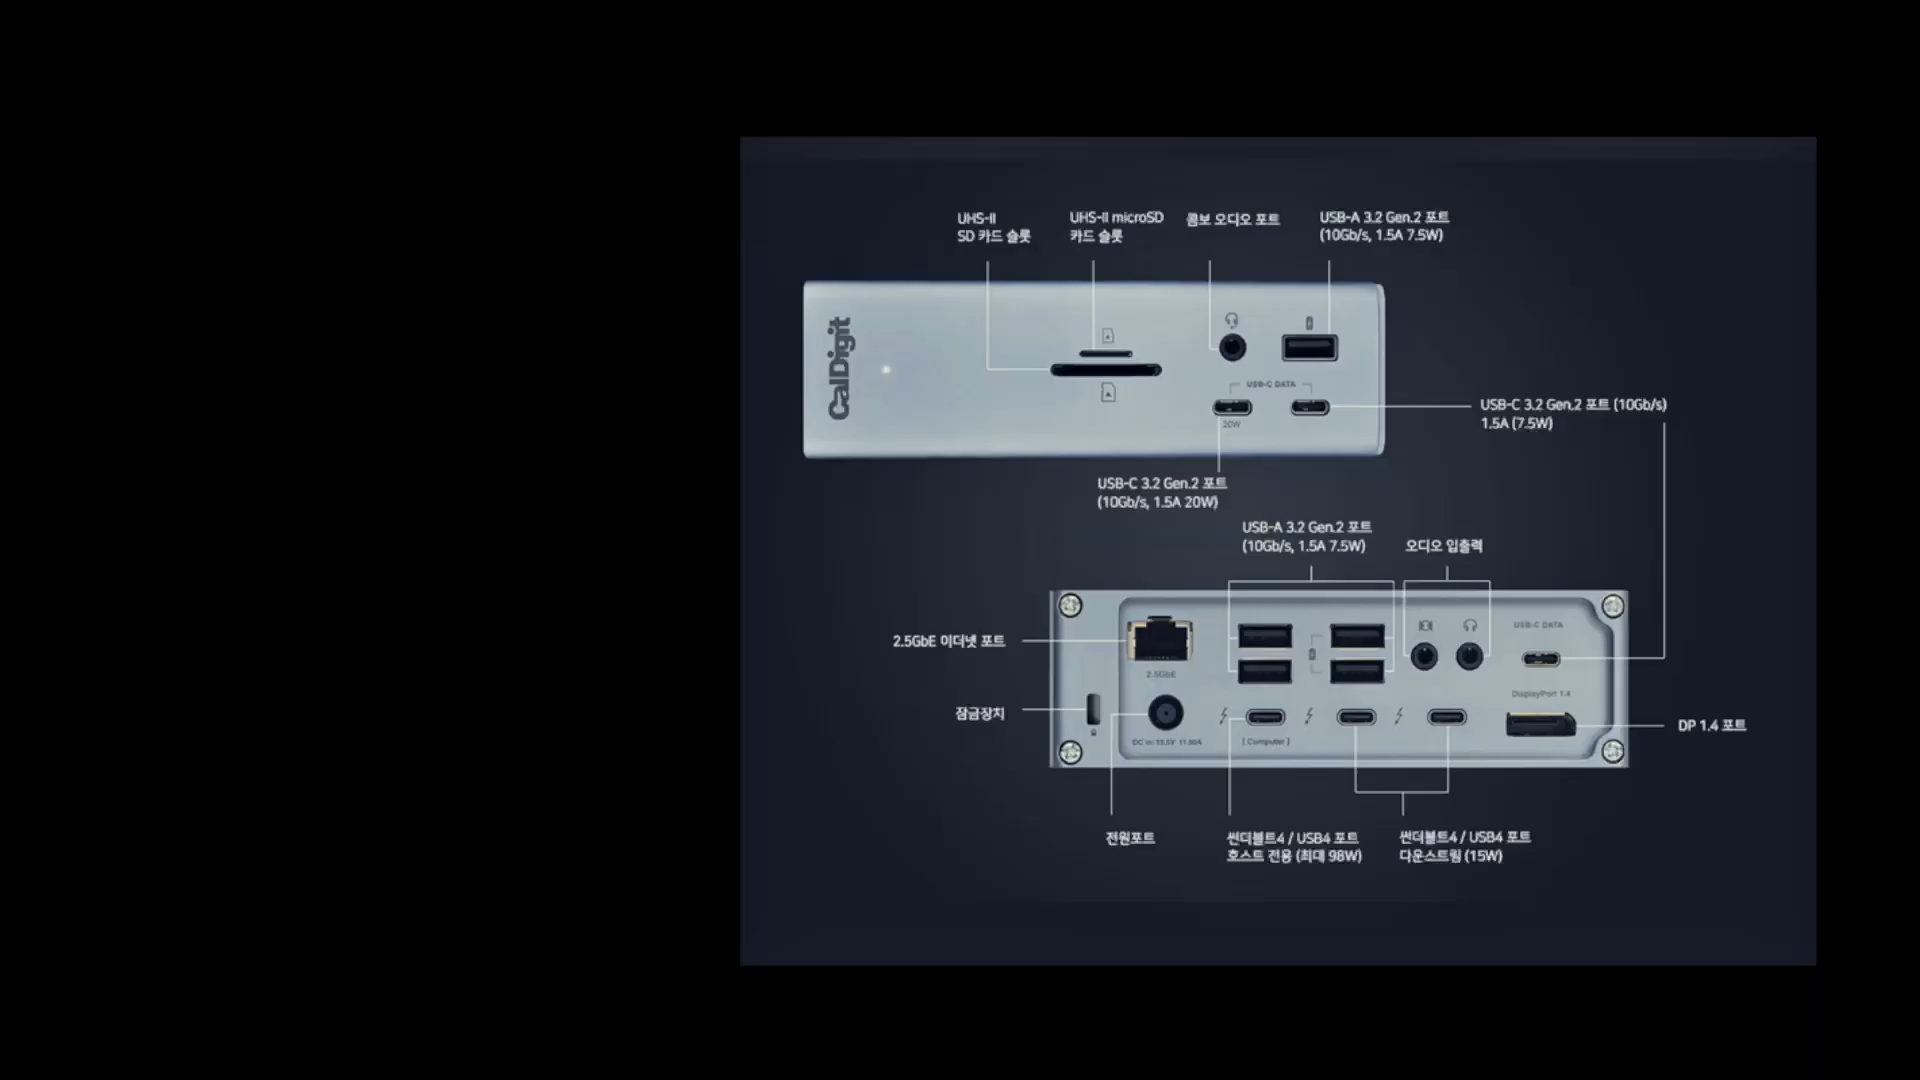 UHS-II
SD 카드 슬롯
UHS-II microSD
카드 슬롯
콤보 오디오 포트
USB-A 3.2 Gen.2 포트
(10Gb/s, 1.5A 7.5W)
CalDigit
USB-C DATA
20W
USB-C 3.2 Gen.2 포트 (10Gb/s)
1.5A (7.5W)
USB-C 3.2 Gen.2 포트
(10Gb/s, 1.5A 20W)
USB-A 3.2 Gen.2 포트
(10Gb/s, 1.5A 7.5W)
오디오 입출력
USB-C DATA
2.5GbE 이더넷 포트
2.5GbE
DisplayPort 1.4
잠금장치
DP 1.4 포트
[ Computer ]
전원포트
썬더볼트4 / USB4 포트
호스트 전용 (최대 98W)
썬더볼트4 / USB4 포트
다운스트림 (15W)